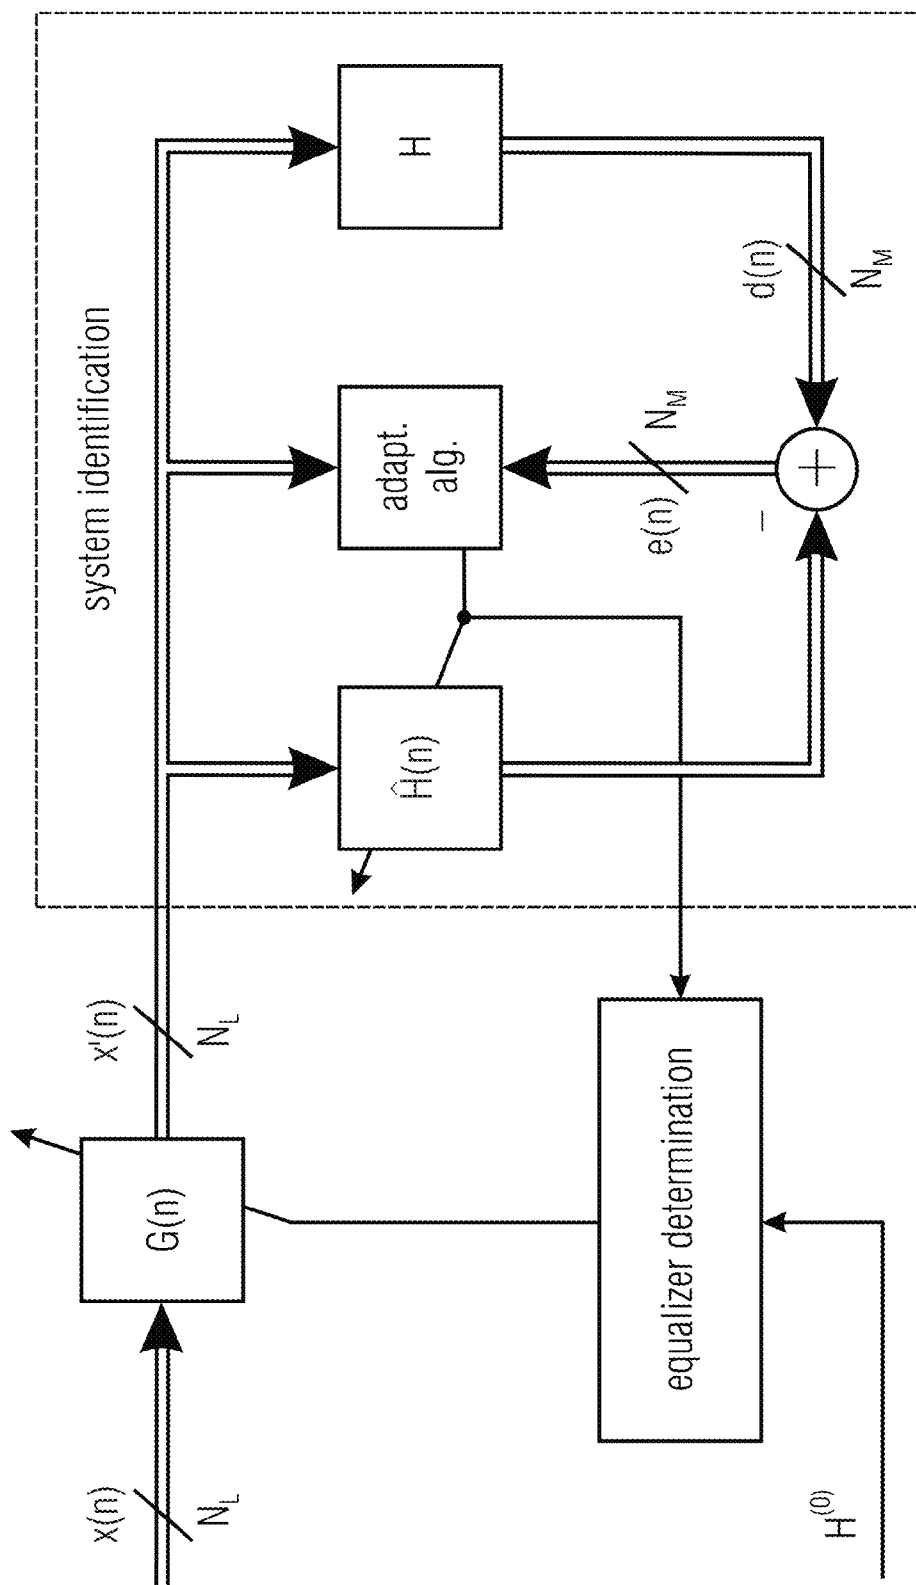 system identification
H
adapt.
alg.
Ĥ(n)
d(n)
N_M
e(n)
N_M
+
−
x'(n)
N_L
G(n)
x(n)
N_L
equalizer determination
H^(0)